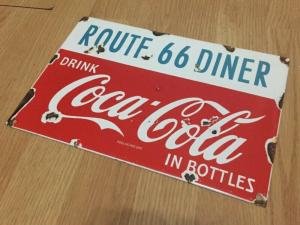 ROUTE 66 DINER
DRINK
Coca-Cola
IN BOTTLES